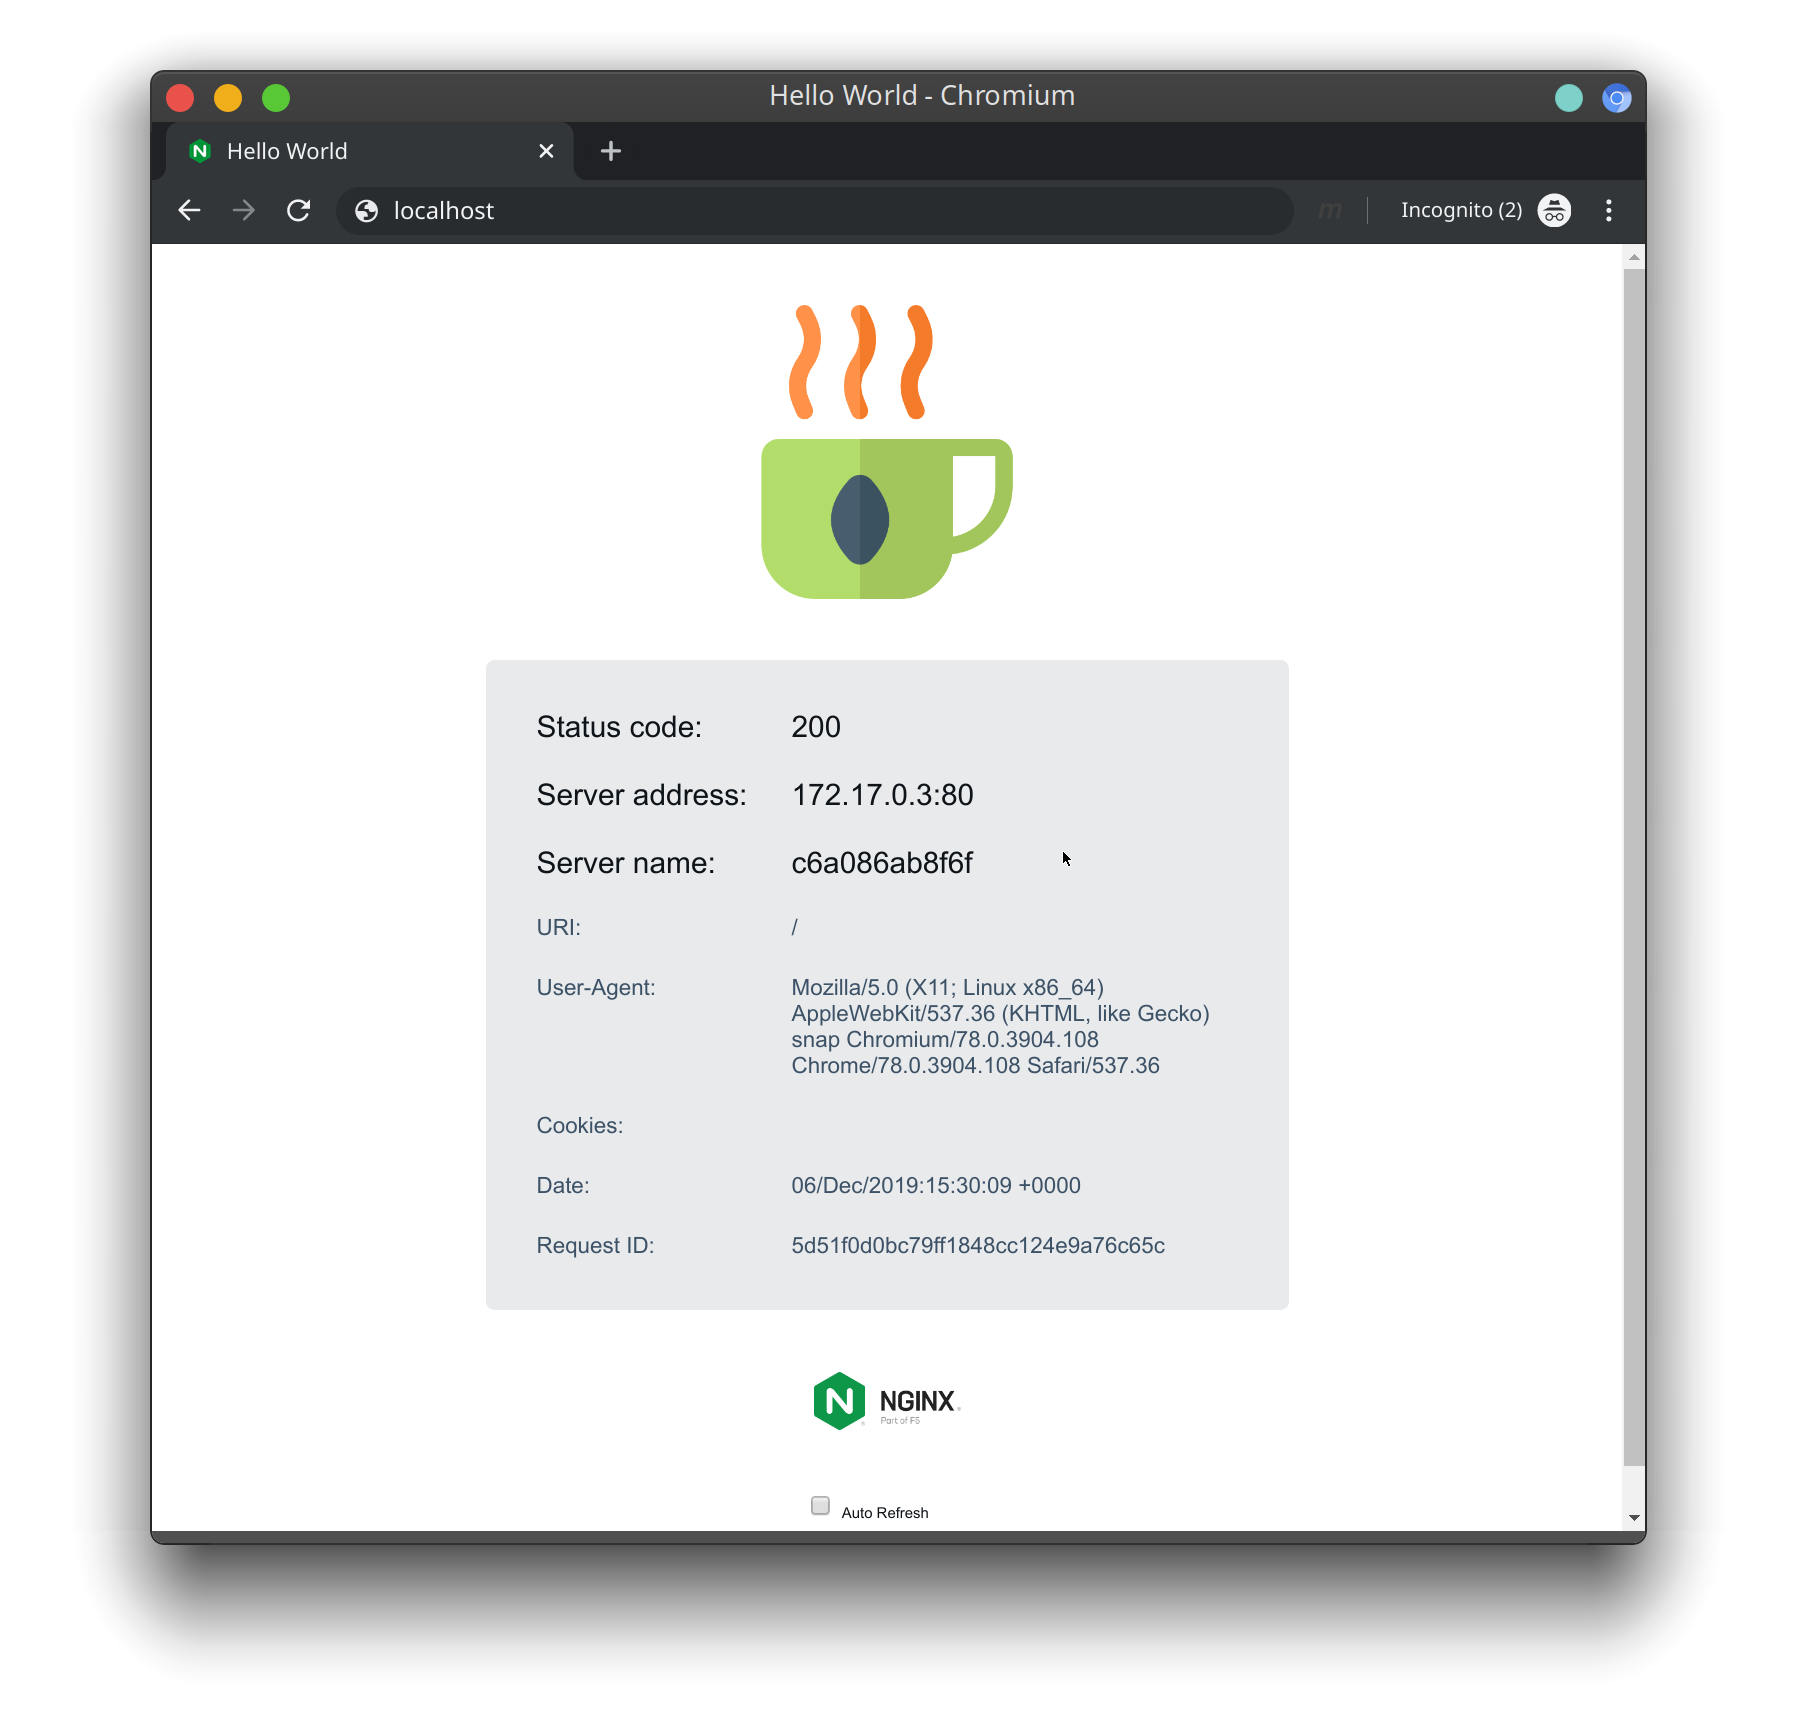 Hello World - Chromium
Hello World
localhost
m
Incognito (2)
Status code: 200
Server address: 172.17.0.3:80
Server name: c6a086ab8f6f
URI: /
User-Agent: Mozilla/5.0 (X11; Linux x86_64)
AppleWebKit/537.36 (KHTML, like Gecko)
snap Chromium/78.0.3904.108
Chrome/78.0.3904.108 Safari/537.36
Cookies:
Date: 06/Dec/2019:15:30:09 +0000
Request ID: 5d51f0d0bc79ff1848cc124e9a76c65c
N NGINX
Part of F5
Auto Refresh